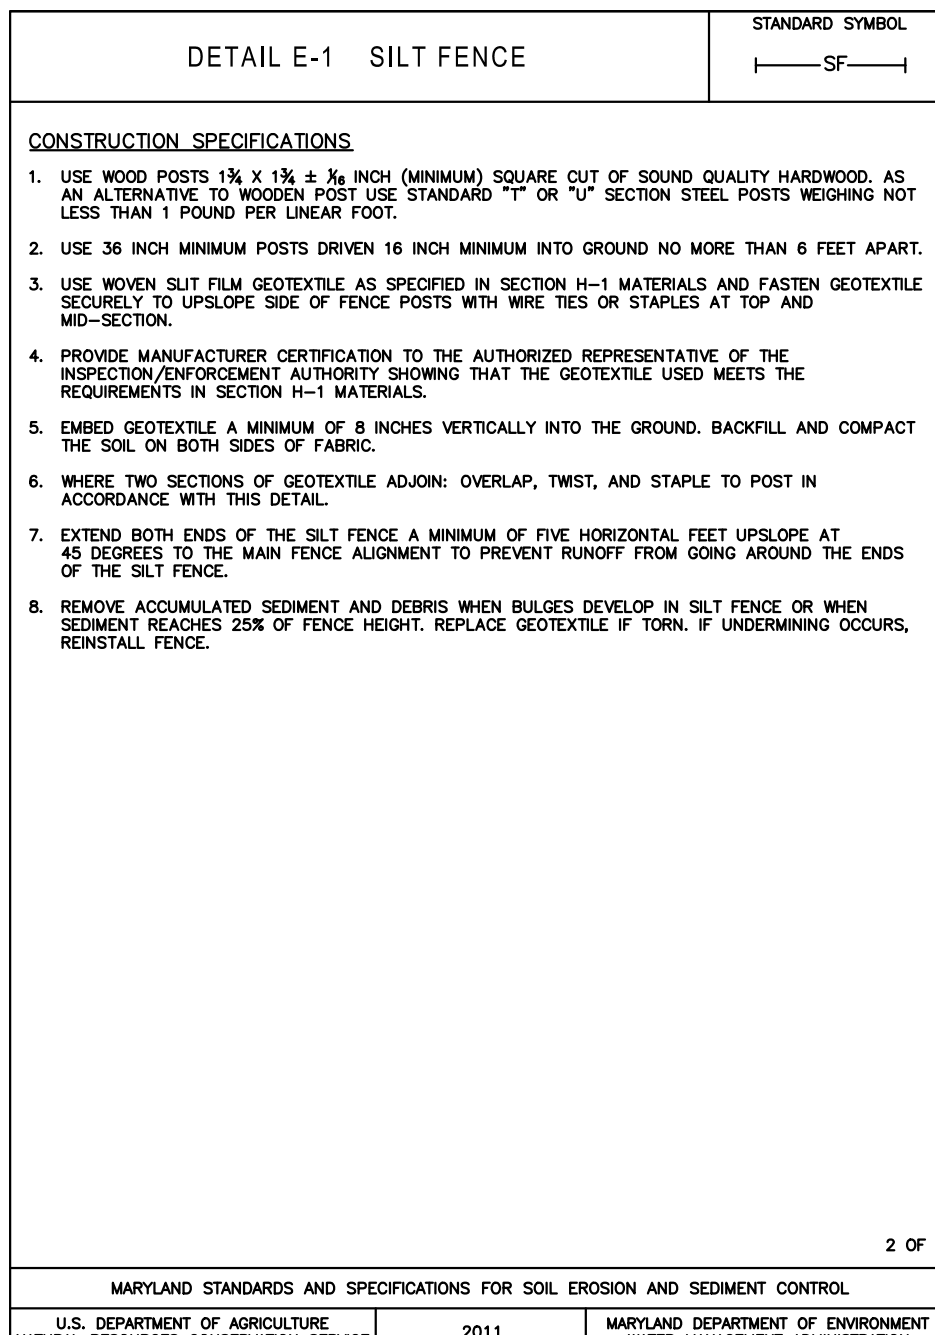 DETAIL E-1 SILT FENCE
STANDARD SYMBOL
SF
CONSTRUCTION SPECIFICATIONS
1. USE WOOD POSTS 1¾ X 1¾ ± 1/16 INCH (MINIMUM) SQUARE CUT OF SOUND QUALITY HARDWOOD. AS
AN ALTERNATIVE TO WOODEN POST USE STANDARD "T" OR "U" SECTION STEEL POSTS WEIGHING NOT
LESS THAN 1 POUND PER LINEAR FOOT.
2. USE 36 INCH MINIMUM POSTS DRIVEN 16 INCH MINIMUM INTO GROUND NO MORE THAN 6 FEET APART.
3. USE WOVEN SLIT FILM GEOTEXTILE AS SPECIFIED IN SECTION H-1 MATERIALS AND FASTEN GEOTEXTILE
SECURELY TO UPSLOPE SIDE OF FENCE POSTS WITH WIRE TIES OR STAPLES AT TOP AND
MID-SECTION.
4. PROVIDE MANUFACTURER CERTIFICATION TO THE AUTHORIZED REPRESENTATIVE OF THE
INSPECTION/ENFORCEMENT AUTHORITY SHOWING THAT THE GEOTEXTILE USED MEETS THE
REQUIREMENTS IN SECTION H-1 MATERIALS.
5. EMBED GEOTEXTILE A MINIMUM OF 8 INCHES VERTICALLY INTO THE GROUND. BACKFILL AND COMPACT
THE SOIL ON BOTH SIDES OF FABRIC.
6. WHERE TWO SECTIONS OF GEOTEXTILE ADJOIN: OVERLAP, TWIST, AND STAPLE TO POST IN
ACCORDANCE WITH THIS DETAIL.
7. EXTEND BOTH ENDS OF THE SILT FENCE A MINIMUM OF FIVE HORIZONTAL FEET UPSLOPE AT
45 DEGREES TO THE MAIN FENCE ALIGNMENT TO PREVENT RUNOFF FROM GOING AROUND THE ENDS
OF THE SILT FENCE.
8. REMOVE ACCUMULATED SEDIMENT AND DEBRIS WHEN BULGES DEVELOP IN SILT FENCE OR WHEN
SEDIMENT REACHES 25% OF FENCE HEIGHT. REPLACE GEOTEXTILE IF TORN. IF UNDERMINING OCCURS,
REINSTALL FENCE.
2 OF
MARYLAND STANDARDS AND SPECIFICATIONS FOR SOIL EROSION AND SEDIMENT CONTROL
U.S. DEPARTMENT OF AGRICULTURE
NATURAL RESOURCES CONSERVATION SERVICE
2011
MARYLAND DEPARTMENT OF ENVIRONMENT
WATER MANAGEMENT ADMINISTRATION